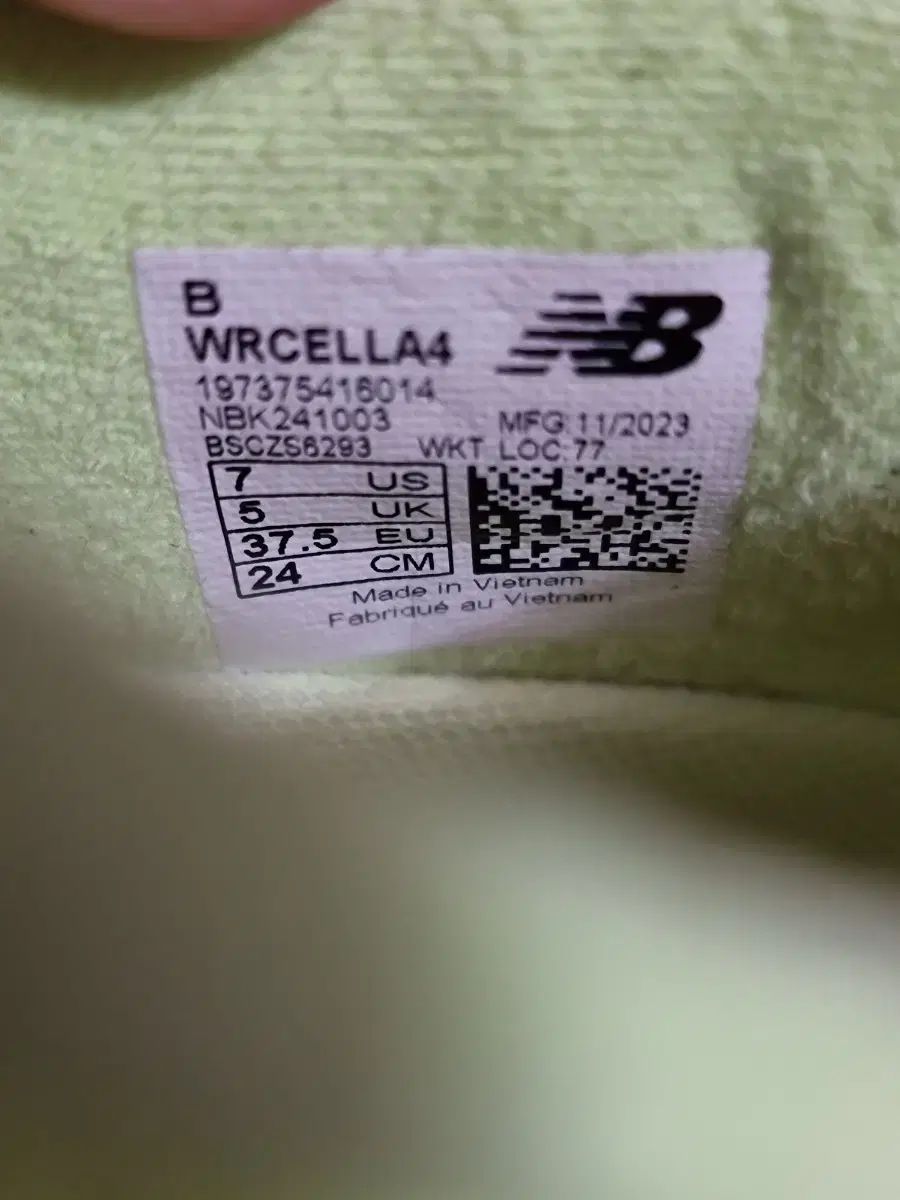 B
WRCELLA4
NB
197375416014
NBK241003 MFG:11/2023
BSCZS6293 WKT LOC:77
7 US
5 UK
37.5 EU
24 CM
Made in Vietnam
Fabriqué au Vietnam